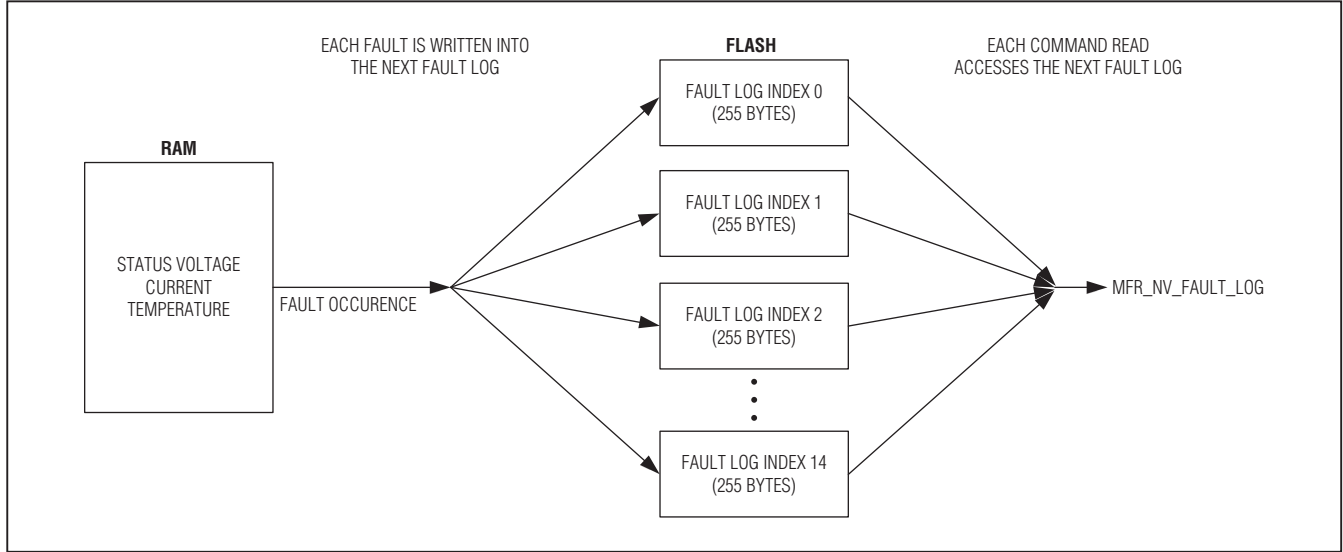 EACH FAULT IS WRITTEN INTO
THE NEXT FAULT LOG
FLASH
EACH COMMAND READ
ACCESSES THE NEXT FAULT LOG
FAULT LOG INDEX 0
(255 BYTES)
RAM
FAULT LOG INDEX 1
(255 BYTES)
STATUS VOLTAGE
CURRENT
TEMPERATURE
FAULT OCCURENCE
FAULT LOG INDEX 2
(255 BYTES)
MFR_NV_FAULT_LOG
FAULT LOG INDEX 14
(255 BYTES)